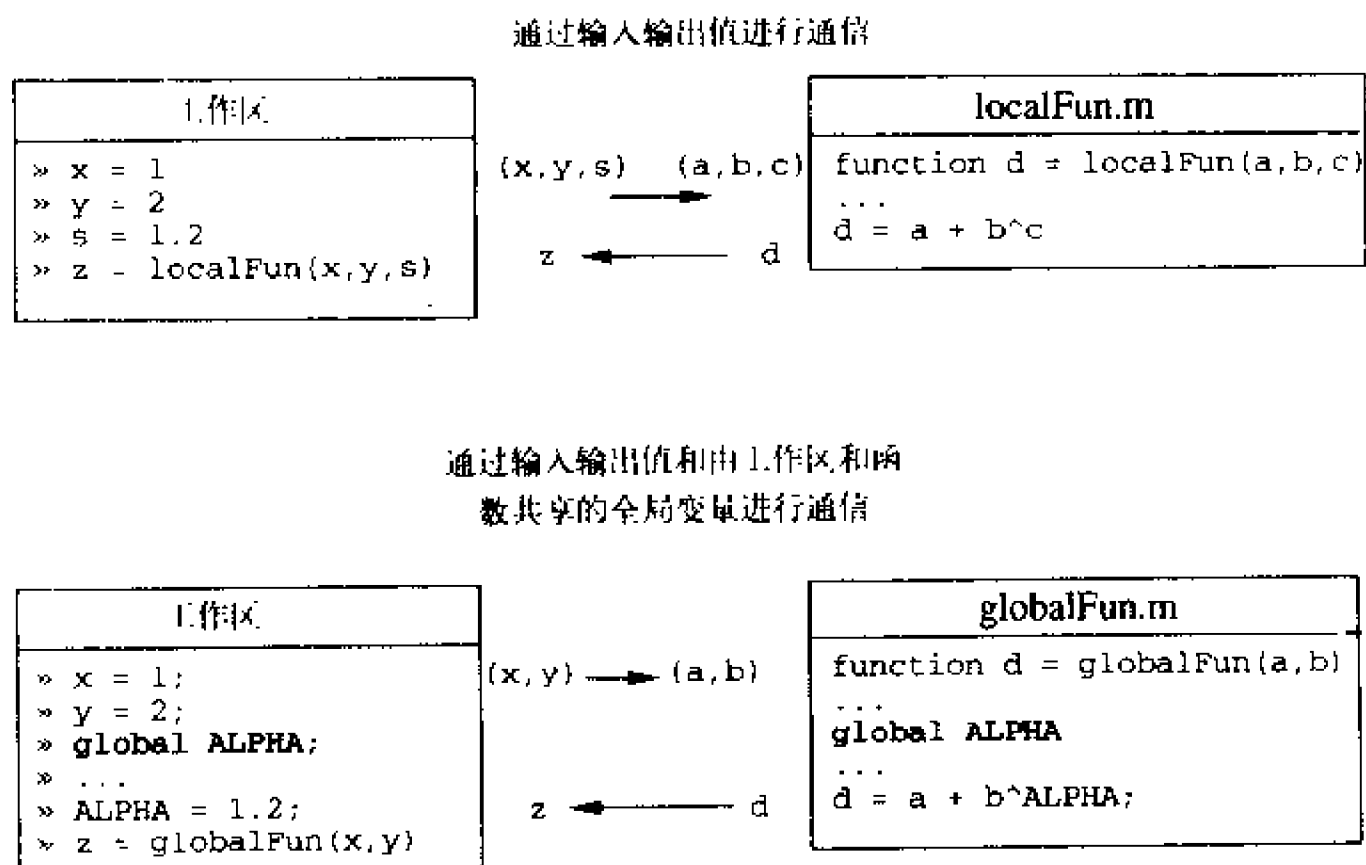 通过输入输出值进行通信
工作区
» x = 1
» y = 2
» s = 1.2
» z = localFun(x,y,s)
(x,y,s) (a,b,c)
z d
localFun.m
function d = localFun(a,b,c)
...
d = a + b^c
通过输入输出值和由工作区和函
数共享的全局变量进行通信
工作区
» x = 1;
» y = 2;
» global ALPHA;
» ...
» ALPHA = 1.2;
» z = globalFun(x,y)
(x,y) (a,b)
z d
globalFun.m
function d = globalFun(a,b)
...
global ALPHA
...
d = a + b^ALPHA;